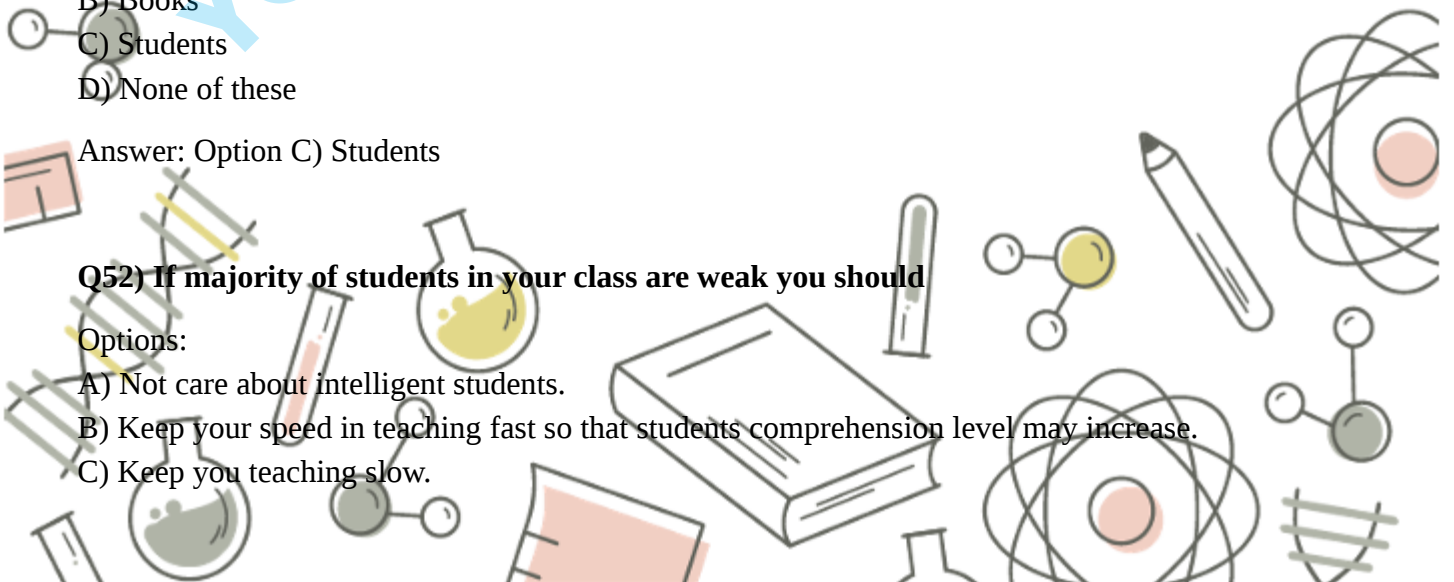 B) Books
C) Students
D) None of these
Answer: Option C) Students
Q52) If majority of students in your class are weak you should
Options:
A) Not care about intelligent students.
B) Keep your speed in teaching fast so that students comprehension level may increase.
C) Keep you teaching slow.